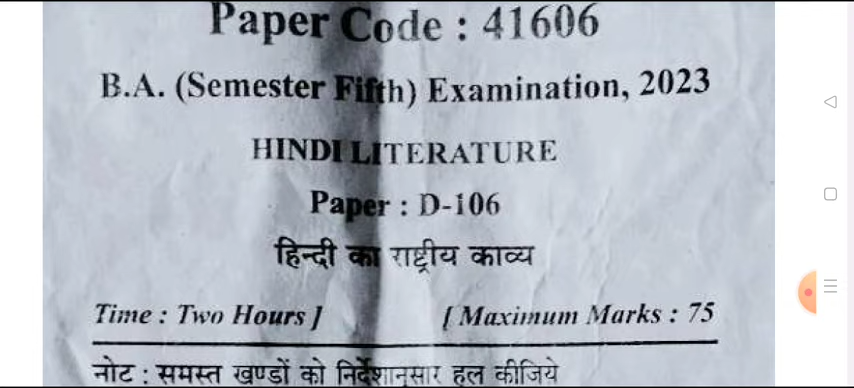 Paper Code : 41606
B.A. (Semester Fifth) Examination, 2023
HINDI LITERATURE
Paper : D-106
हिन्दी का राष्ट्रीय काव्य
Time : Two Hours ] [ Maximum Marks : 75
नोट : समस्त खण्डों को निर्देशानुसार हल कीजिये